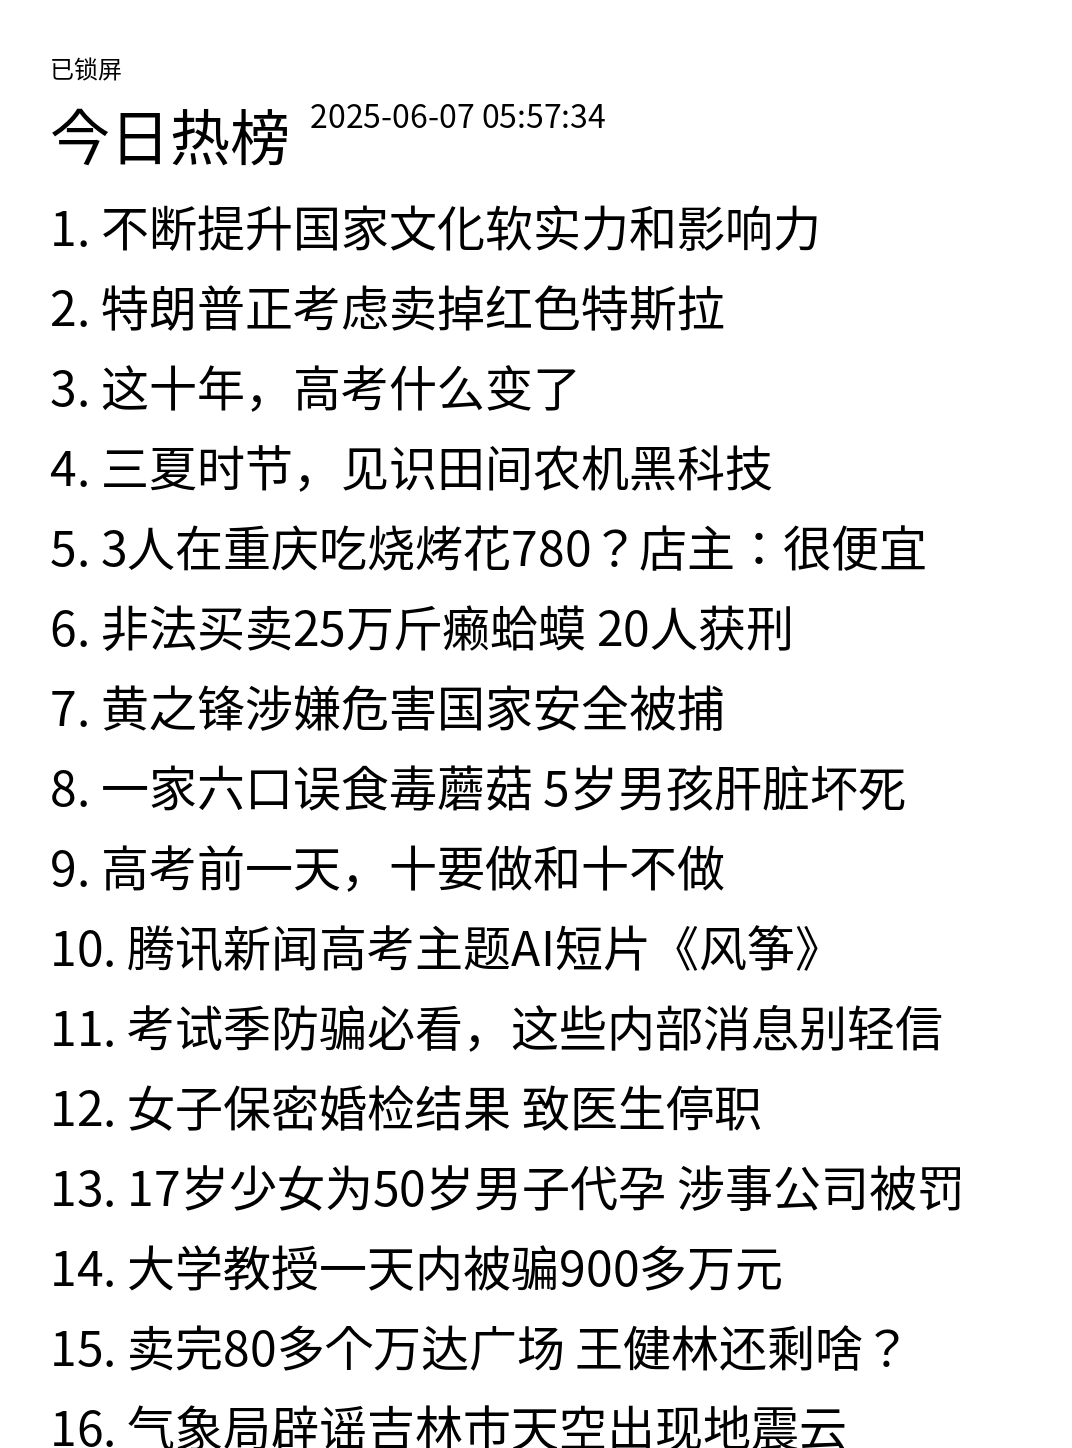 已锁屏
今日热榜 2025-06-07 05:57:34
1. 不断提升国家文化软实力和影响力
2. 特朗普正考虑卖掉红色特斯拉
3. 这十年，高考什么变了
4. 三夏时节，见识田间农机黑科技
5. 3人在重庆吃烧烤花780？店主：很便宜
6. 非法买卖25万斤癞蛤蟆 20人获刑
7. 黄之锋涉嫌危害国家安全被捕
8. 一家六口误食毒蘑菇 5岁男孩肝脏坏死
9. 高考前一天，十要做和十不做
10. 腾讯新闻高考主题AI短片《风筝》
11. 考试季防骗必看，这些内部消息别轻信
12. 女子保密婚检结果 致医生停职
13. 17岁少女为50岁男子代孕 涉事公司被罚
14. 大学教授一天内被骗900多万元
15. 卖完80多个万达广场 王健林还剩啥？
16. 气象局辟谣吉林市天空出现地震云